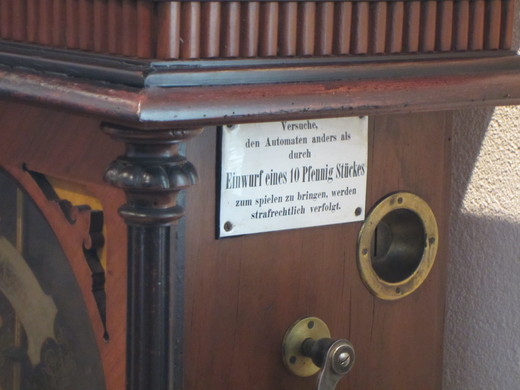 Versuche,
den Automaten anders als
durch
Einwurf eines 10 Pfennig Stückes
zum spielen zu bringen, werden
strafrechtlich verfolgt.